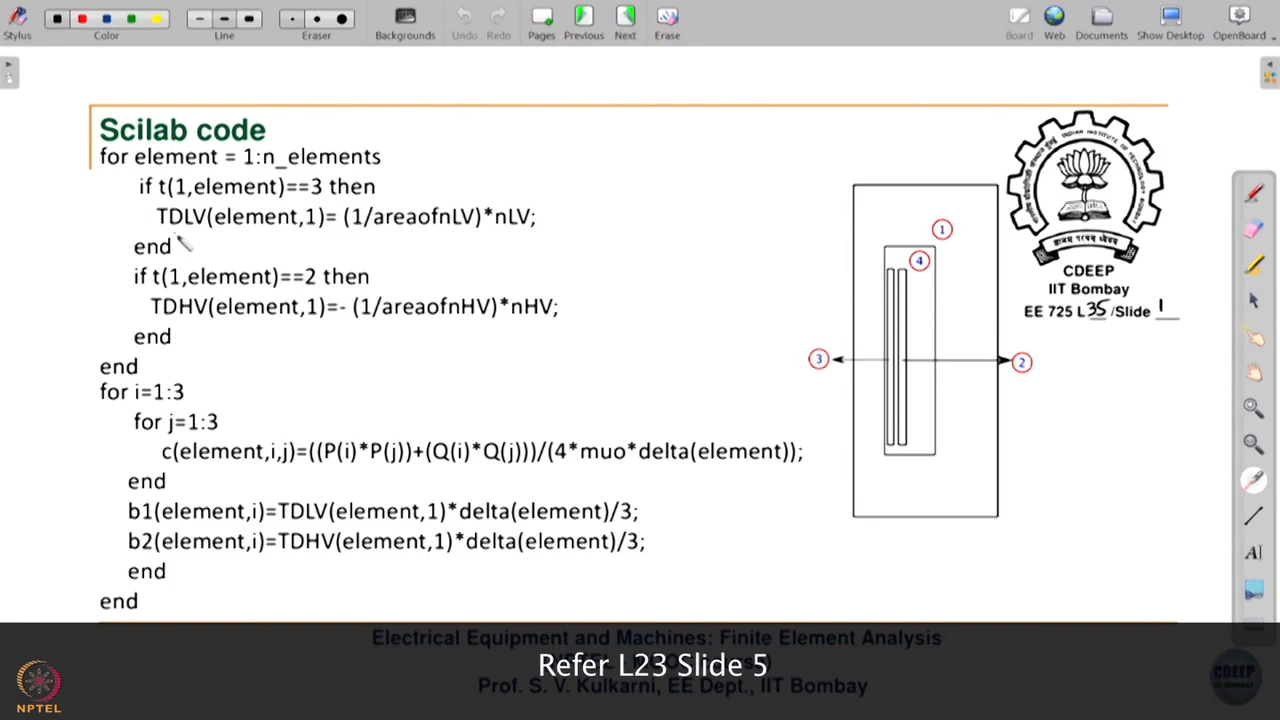 Stylus
Color
Line
Eraser
Backgrounds
Undo
Redo
Pages
Previous
Next
Erase
Board
Web
Documents
Show Desktop
OpenBoard
Scilab code
for element = 1:n_elements
if t(1,element)==3 then
TDLV(element,1)= (1/areaofnLV)*nLV;
end
if t(1,element)==2 then
TDHV(element,1)=- (1/areaofnHV)*nHV;
end
end
for i=1:3
for j=1:3
c(element,i,j)=((P(i)*P(j))+(Q(i)*Q(j)))/(4*muo*delta(element));
end
b1(element,i)=TDLV(element,1)*delta(element)/3;
b2(element,i)=TDHV(element,1)*delta(element)/3;
end
end
1
4
3
2
CDEEP
IIT Bombay
EE 725 L 35 /Slide 1
Electrical Equipment and Machines: Finite Element Analysis
Refer L23 Slide 5
Prof. S. V. Kulkarni, EE Dept., IIT Bombay
NPTEL
CDEEP